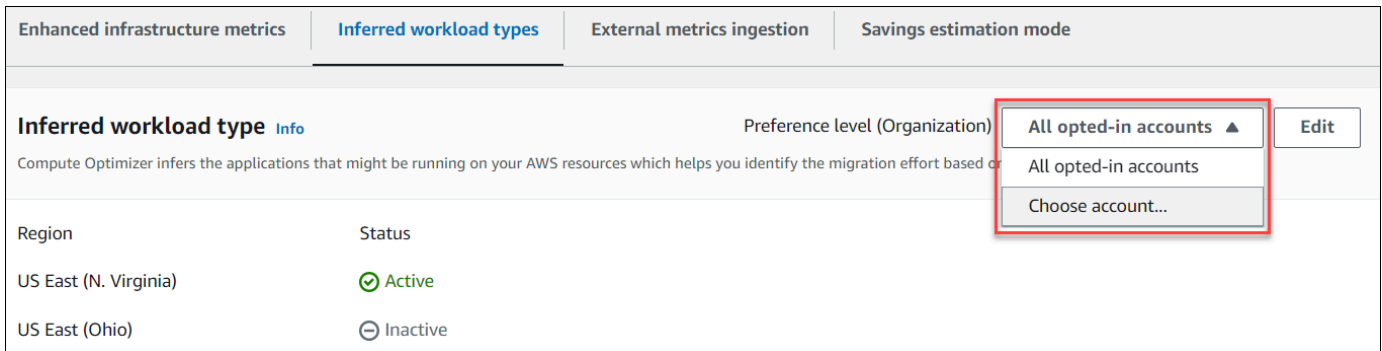 Enhanced infrastructure metrics Inferred workload types External metrics ingestion Savings estimation mode
Inferred workload type Info Preference level (Organization) All opted-in accounts Edit
Compute Optimizer infers the applications that might be running on your AWS resources which helps you identify the migration effort based
All opted-in accounts
Choose account...
Region Status
US East (N. Virginia) Active
US East (Ohio) Inactive